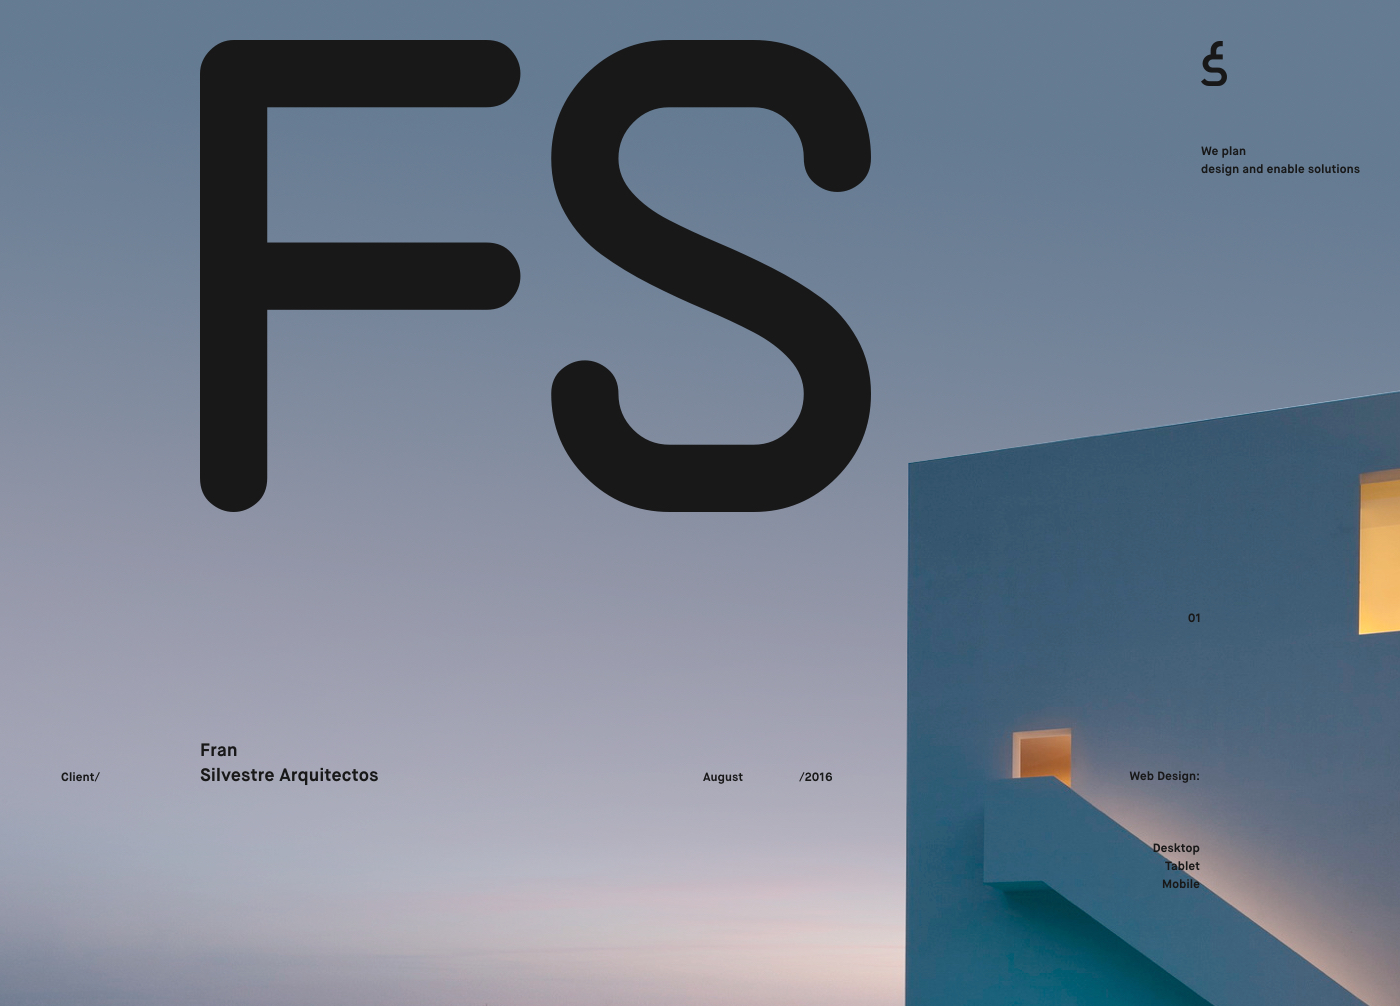 FS
We plan
design and enable solutions
01
Fran
Client/ Silvestre Arquitectos August /2016 Web Design:
Desktop
Tablet
Mobile